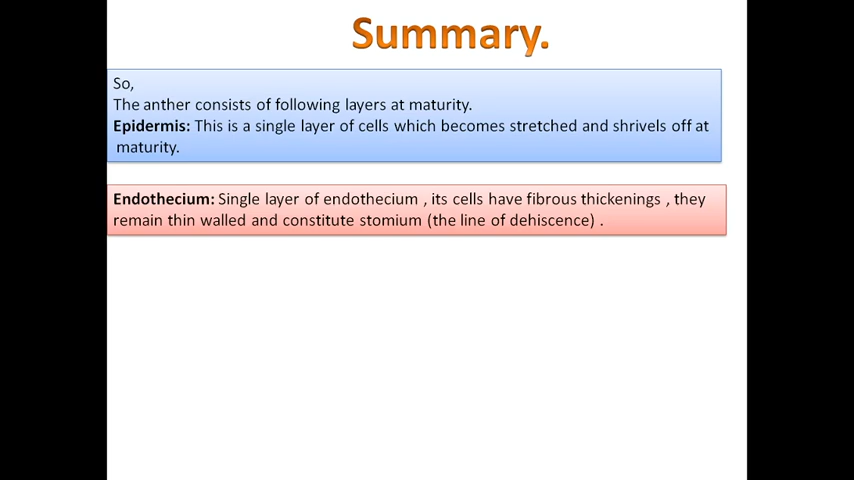 Summary.
So,
The anther consists of following layers at maturity.
Epidermis: This is a single layer of cells which becomes stretched and shrivels off at
maturity.
Endothecium: Single layer of endothecium , its cells have fibrous thickenings , they
remain thin walled and constitute stomium (the line of dehiscence) .